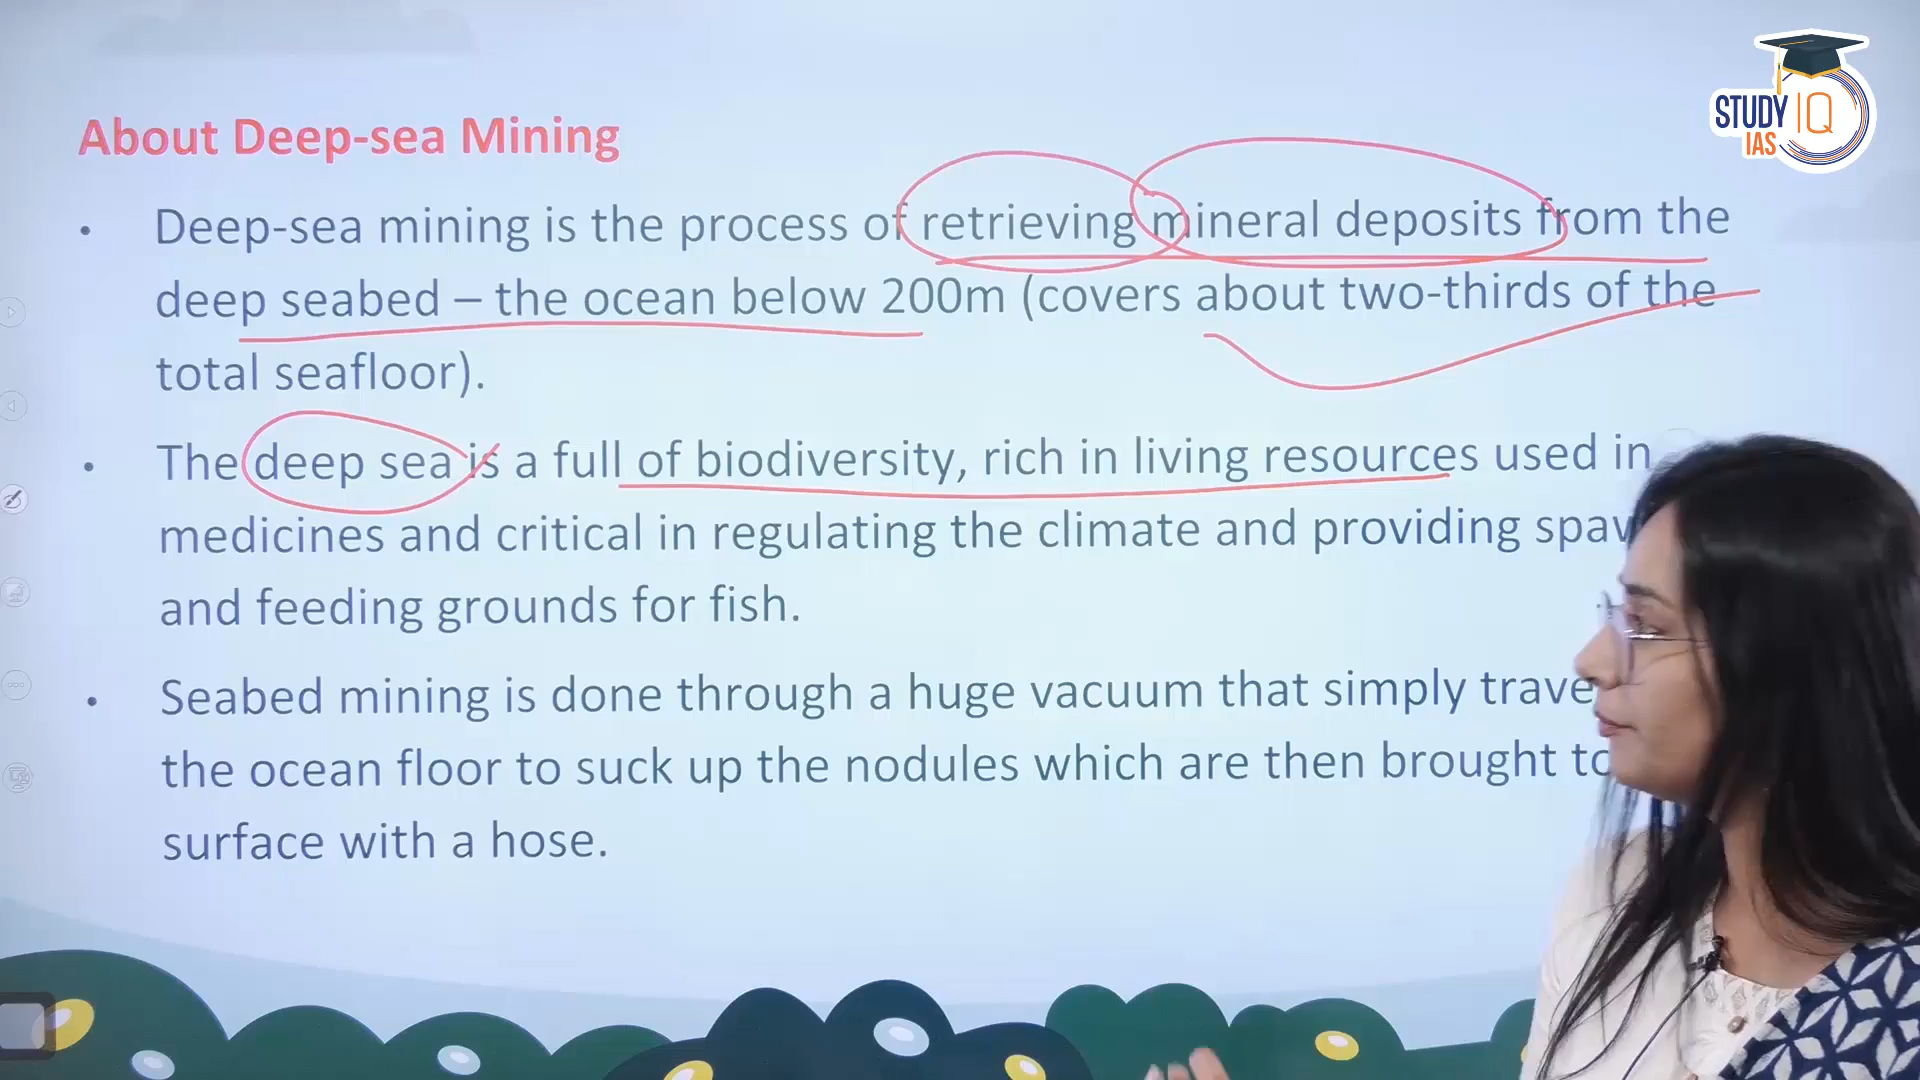 STUDY IQ
IAS
About Deep-sea Mining
• Deep-sea mining is the process of retrieving mineral deposits from the
deep seabed – the ocean below 200m (covers about two-thirds of the
total seafloor).
• The deep sea is a full of biodiversity, rich in living resources used in
medicines and critical in regulating the climate and providing
and feeding grounds for fish.
• Seabed mining is done through a huge vacuum that simply
the ocean floor to suck up the nodules which are then brought to
surface with a hose.